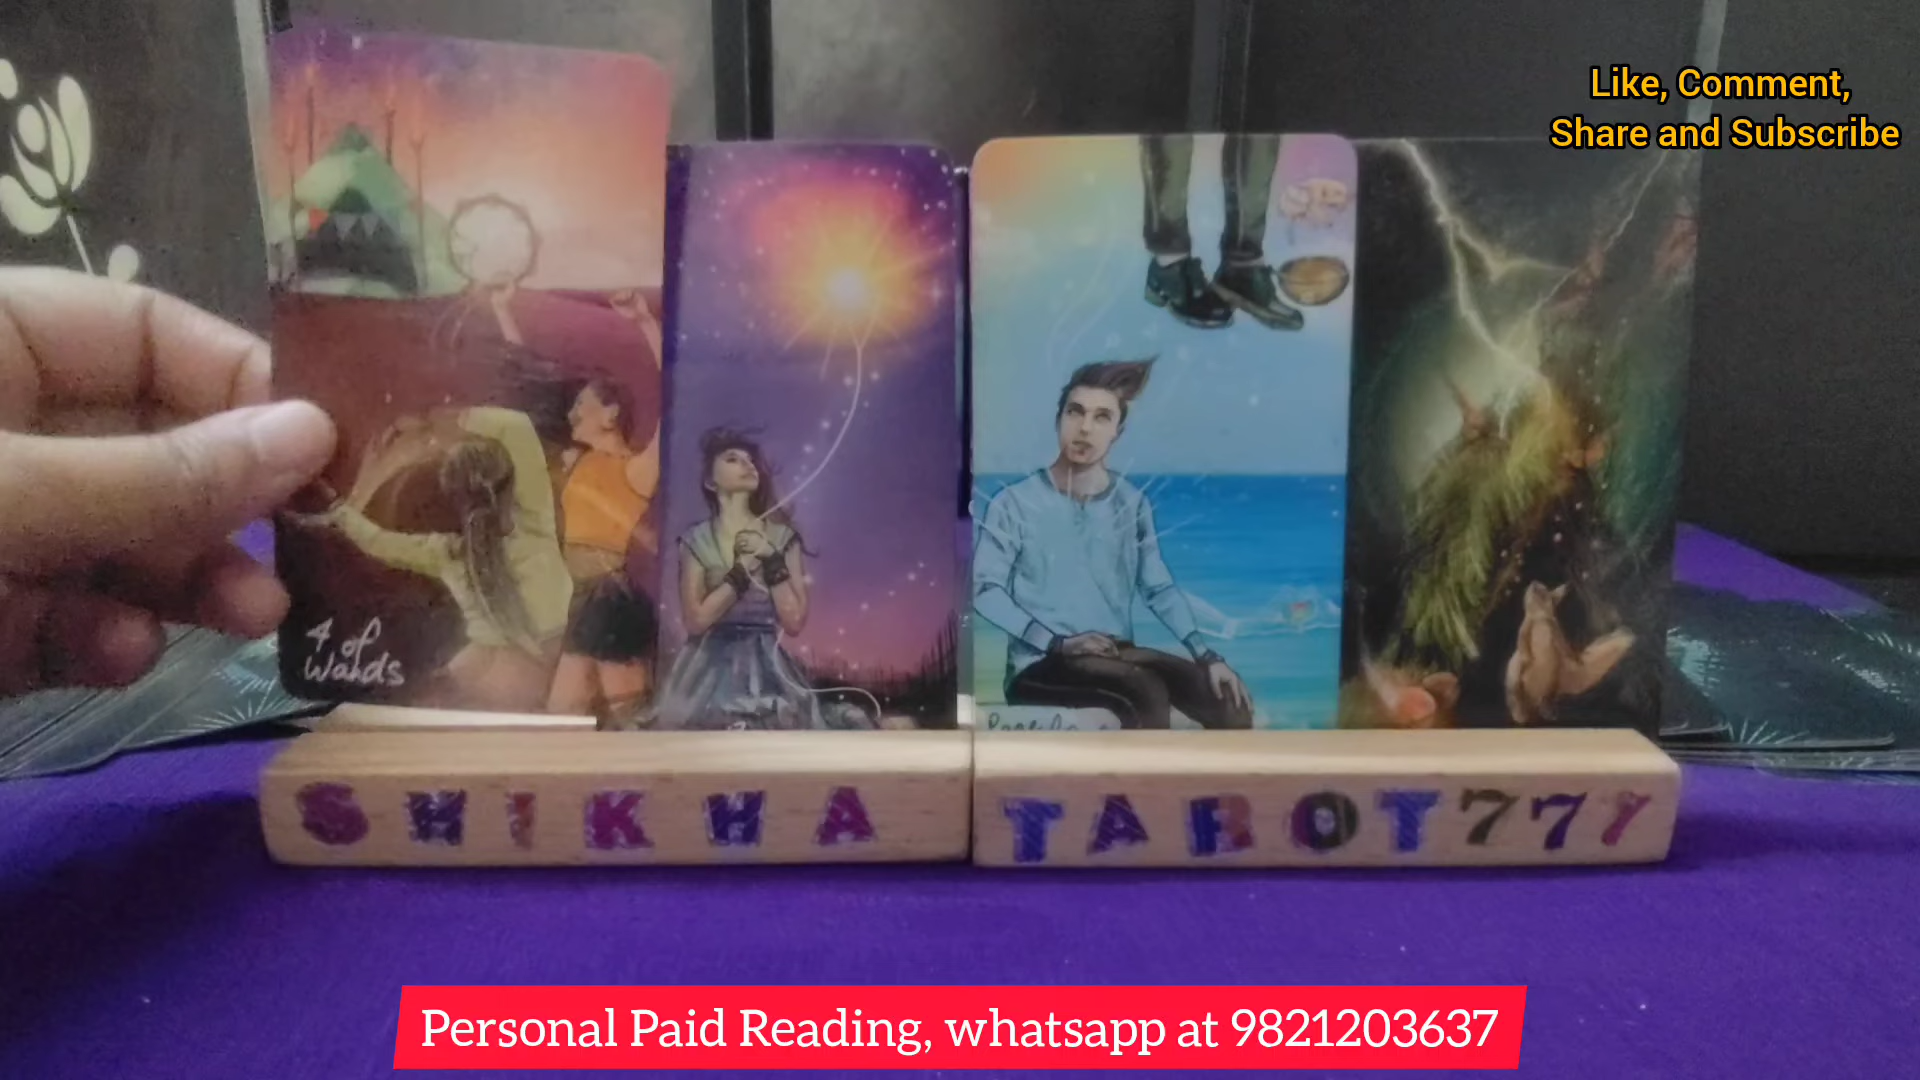 Like, Comment,
Share and Subscribe
4 of
Wands
SHIKHA TAROT777
Personal Paid Reading, whatsapp at 9821203637